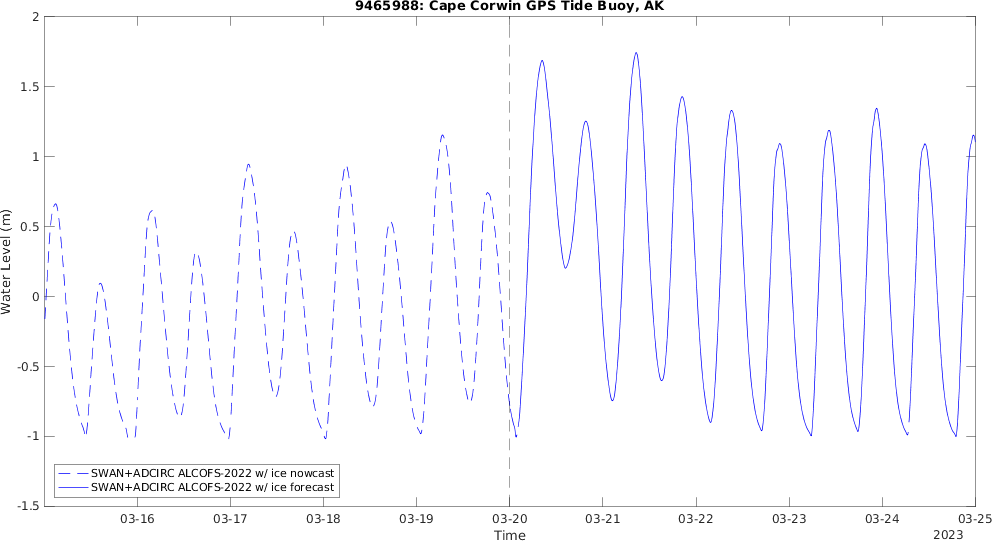 9465988: Cape Corwin GPS Tide Buoy, AK
2
1.5
1
0.5
0
-0.5
-1
-1.5
Water Level (m)
SWAN+ADCIRC ALCOFS-2022 w/ ice nowcast
SWAN+ADCIRC ALCOFS-2022 w/ ice forecast
03-16 03-17 03-18 03-19 03-20 03-21 03-22 03-23 03-24 03-25
Time
2023